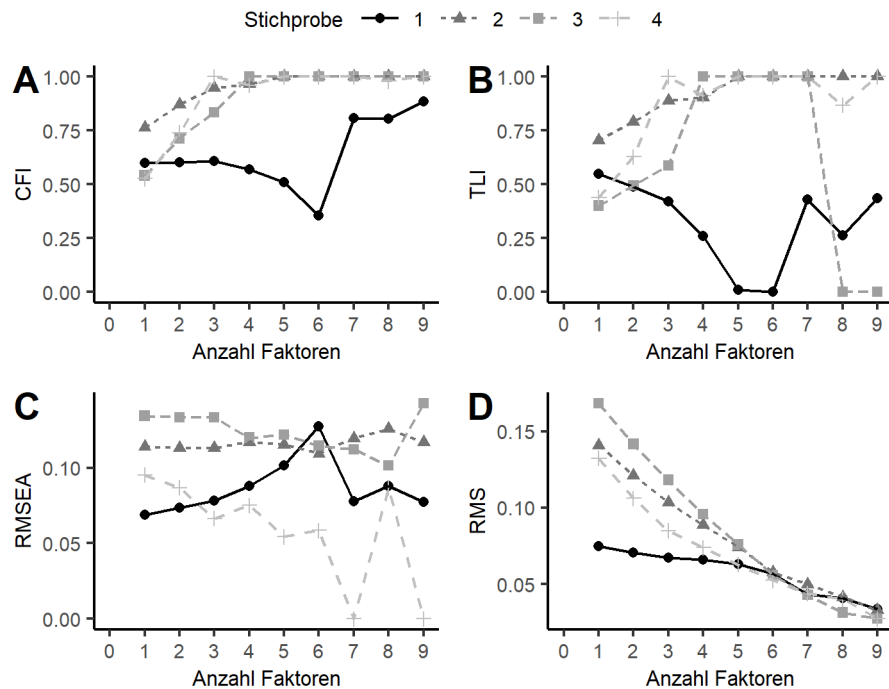 Stichprobe 1 2 3 4
A
CFI
1.00
0.75
0.50
0.25
0.00
0 1 2 3 4 5 6 7 8 9
Anzahl Faktoren
B
TLI
1.00
0.75
0.50
0.25
0.00
0 1 2 3 4 5 6 7 8 9
Anzahl Faktoren
C
RMSEA
0.10
0.05
0.00
0 1 2 3 4 5 6 7 8 9
Anzahl Faktoren
D
RMS
0.15
0.10
0.05
0 1 2 3 4 5 6 7 8 9
Anzahl Faktoren